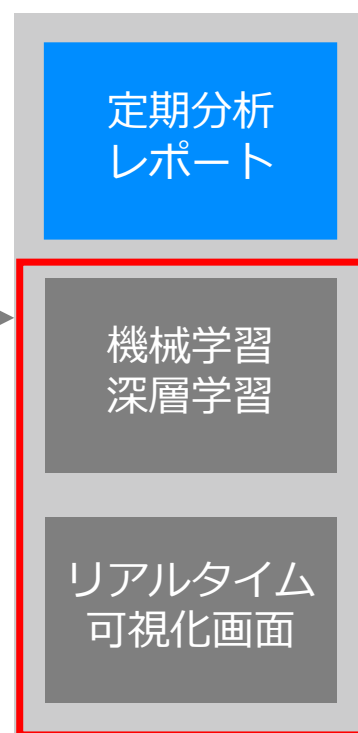 定期分析
レポート
機械学習
深層学習
リアルタイム
可視化画面